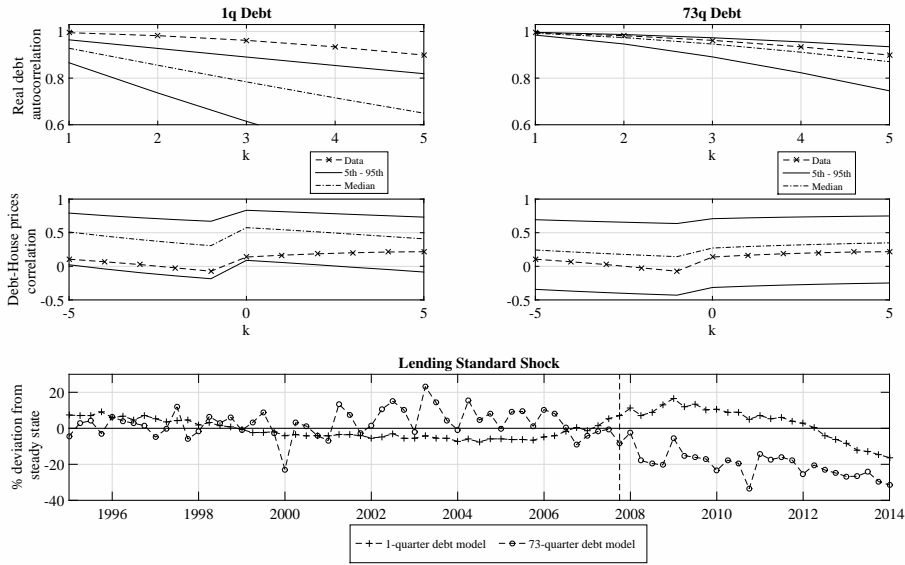 1q Debt
73q Debt
Real debt
autocorrelation
1
0.8
0.6
1
2
3
4
5
k
1
0.8
0.6
1
2
3
4
5
k
Data
5th - 95th
Median
Data
5th - 95th
Median
Debt-House prices
correlation
1
0.5
0
-0.5
-5
0
5
k
1
0.5
0
-0.5
-5
0
5
k
Lending Standard Shock
% deviation from
steady state
20
0
-20
-40
1996
1998
2000
2002
2004
2006
2008
2010
2012
2014
1-quarter debt model
73-quarter debt model